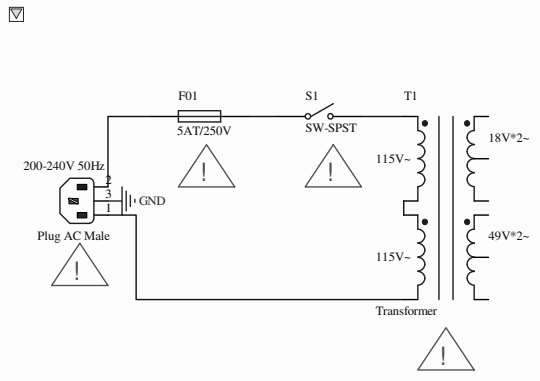 F01
S1
T1
5AT/250V
SW-SPST
18V*2~
!
!
115V~
200-240V 50Hz
2
3
GND
1
Plug AC Male
49V*2~
115V~
!
Transformer
!